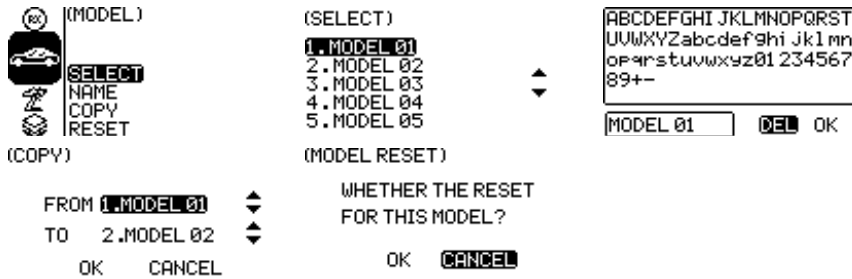 RX
(MODEL)
SELECT
NAME
COPY
RESET
(SELECT)
1.MODEL 01
2.MODEL 02
3.MODEL 03
4.MODEL 04
5.MODEL 05
ABCDEFGHIJKLMNOPQRST
UVWXYZabcdefghijklmn
opqrstuvwxyz01234567
89+-
MODEL 01 DEL OK
(COPY)
FROM 1.MODEL 01
TO 2.MODEL 02
OK CANCEL
(MODEL RESET)
WHETHER THE RESET
FOR THIS MODEL?
OK CANCEL